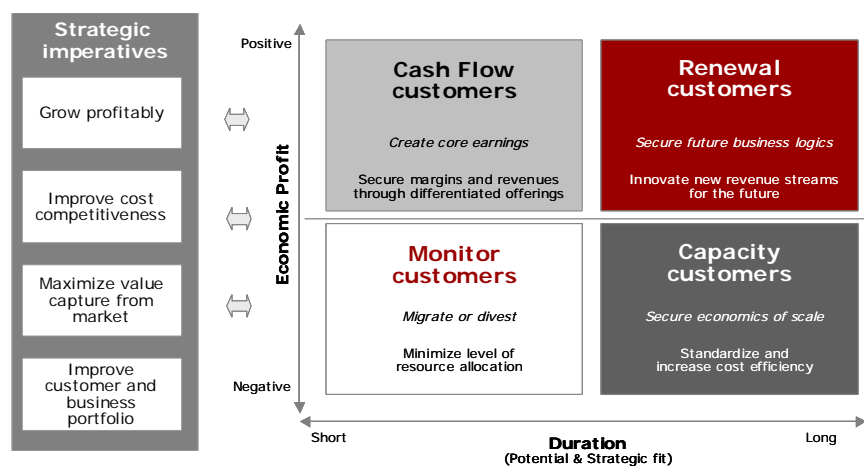 Strategic
imperatives
Grow profitably
Improve cost
competitiveness
Maximize value
capture from
market
Improve
customer and
business
portfolio
Positive
Economic Profit
Negative
Cash Flow
customers
Create core earnings
Secure margins and revenues
through differentiated offerings
Renewal
customers
Secure future business logics
Innovate new revenue streams
for the future
Monitor
customers
Migrate or divest
Minimize level of
resource allocation
Capacity
customers
Secure economics of scale
Standardize and
increase cost efficiency
Short
Duration
(Potential & Strategic fit)
Long